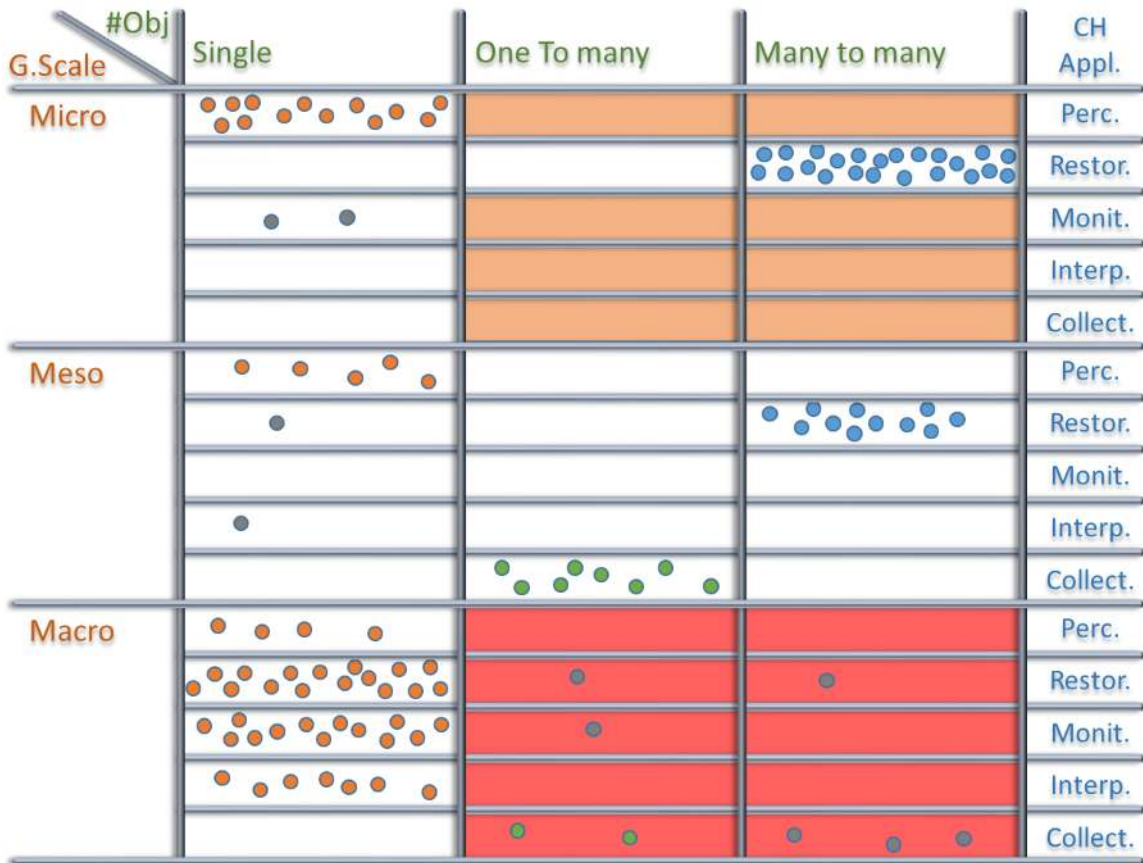 #Obj
G.Scale
Single
One To many
Many to many
CH
Appl.
Micro
Perc.
Restor.
Monit.
Interp.
Collect.
Meso
Perc.
Restor.
Monit.
Interp.
Collect.
Macro
Perc.
Restor.
Monit.
Interp.
Collect.